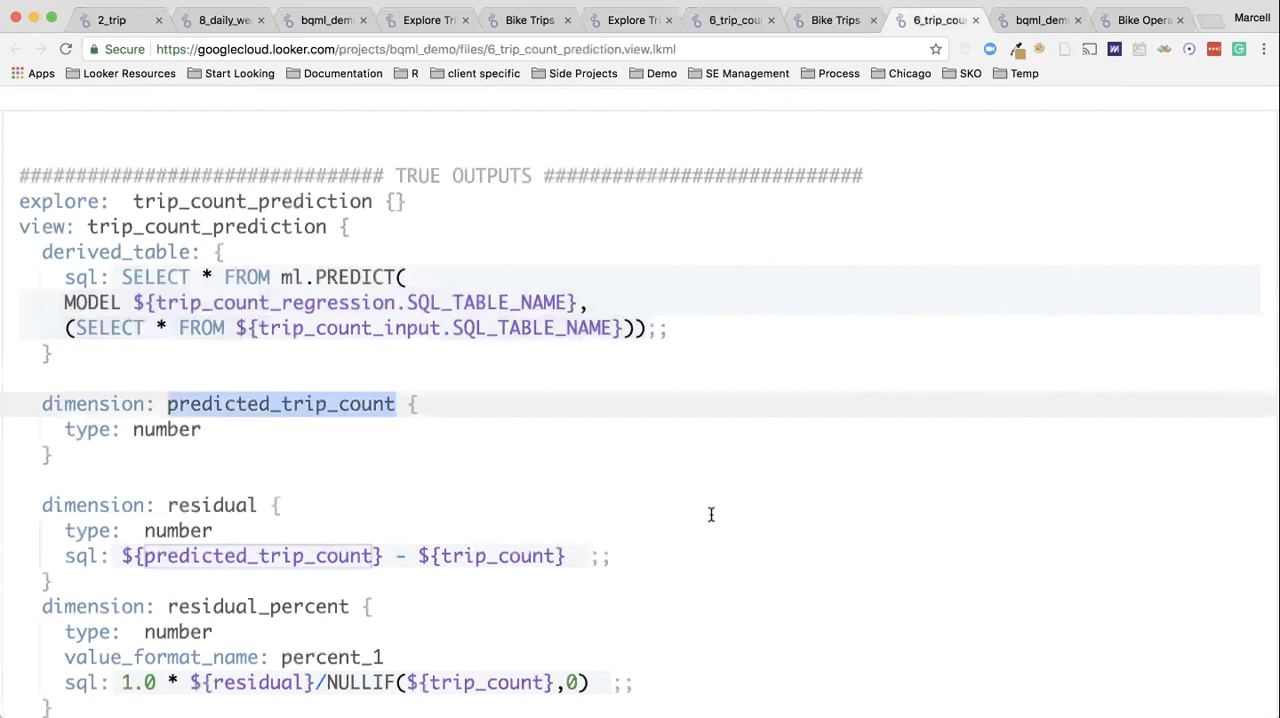 2_trip
8_daily_we
bqml_dem
Explore Tri
Bike Trips
Explore Tri
6_trip_cou
Bike Trips
6_trip_cou
bqml_dem
Bike Opera
Marcell
Secure https://googlecloud.looker.com/projects/bqml_demo/files/6_trip_count_prediction.view.lkml
Apps Looker Resources Start Looking Documentation R client specific Side Projects Demo SE Management Process Chicago SKO Temp
############################## TRUE OUTPUTS ############################
explore: trip_count_prediction {}
view: trip_count_prediction {
derived_table: {
sql: SELECT * FROM ml.PREDICT(
MODEL ${trip_count_regression.SQL_TABLE_NAME},
(SELECT * FROM ${trip_count_input.SQL_TABLE_NAME}));;
}
dimension: predicted_trip_count {
type: number
}
dimension: residual {
type: number
sql: ${predicted_trip_count} - ${trip_count} ;;
}
dimension: residual_percent {
type: number
value_format_name: percent_1
sql: 1.0 * ${residual}/NULLIF(${trip_count},0) ;;
}